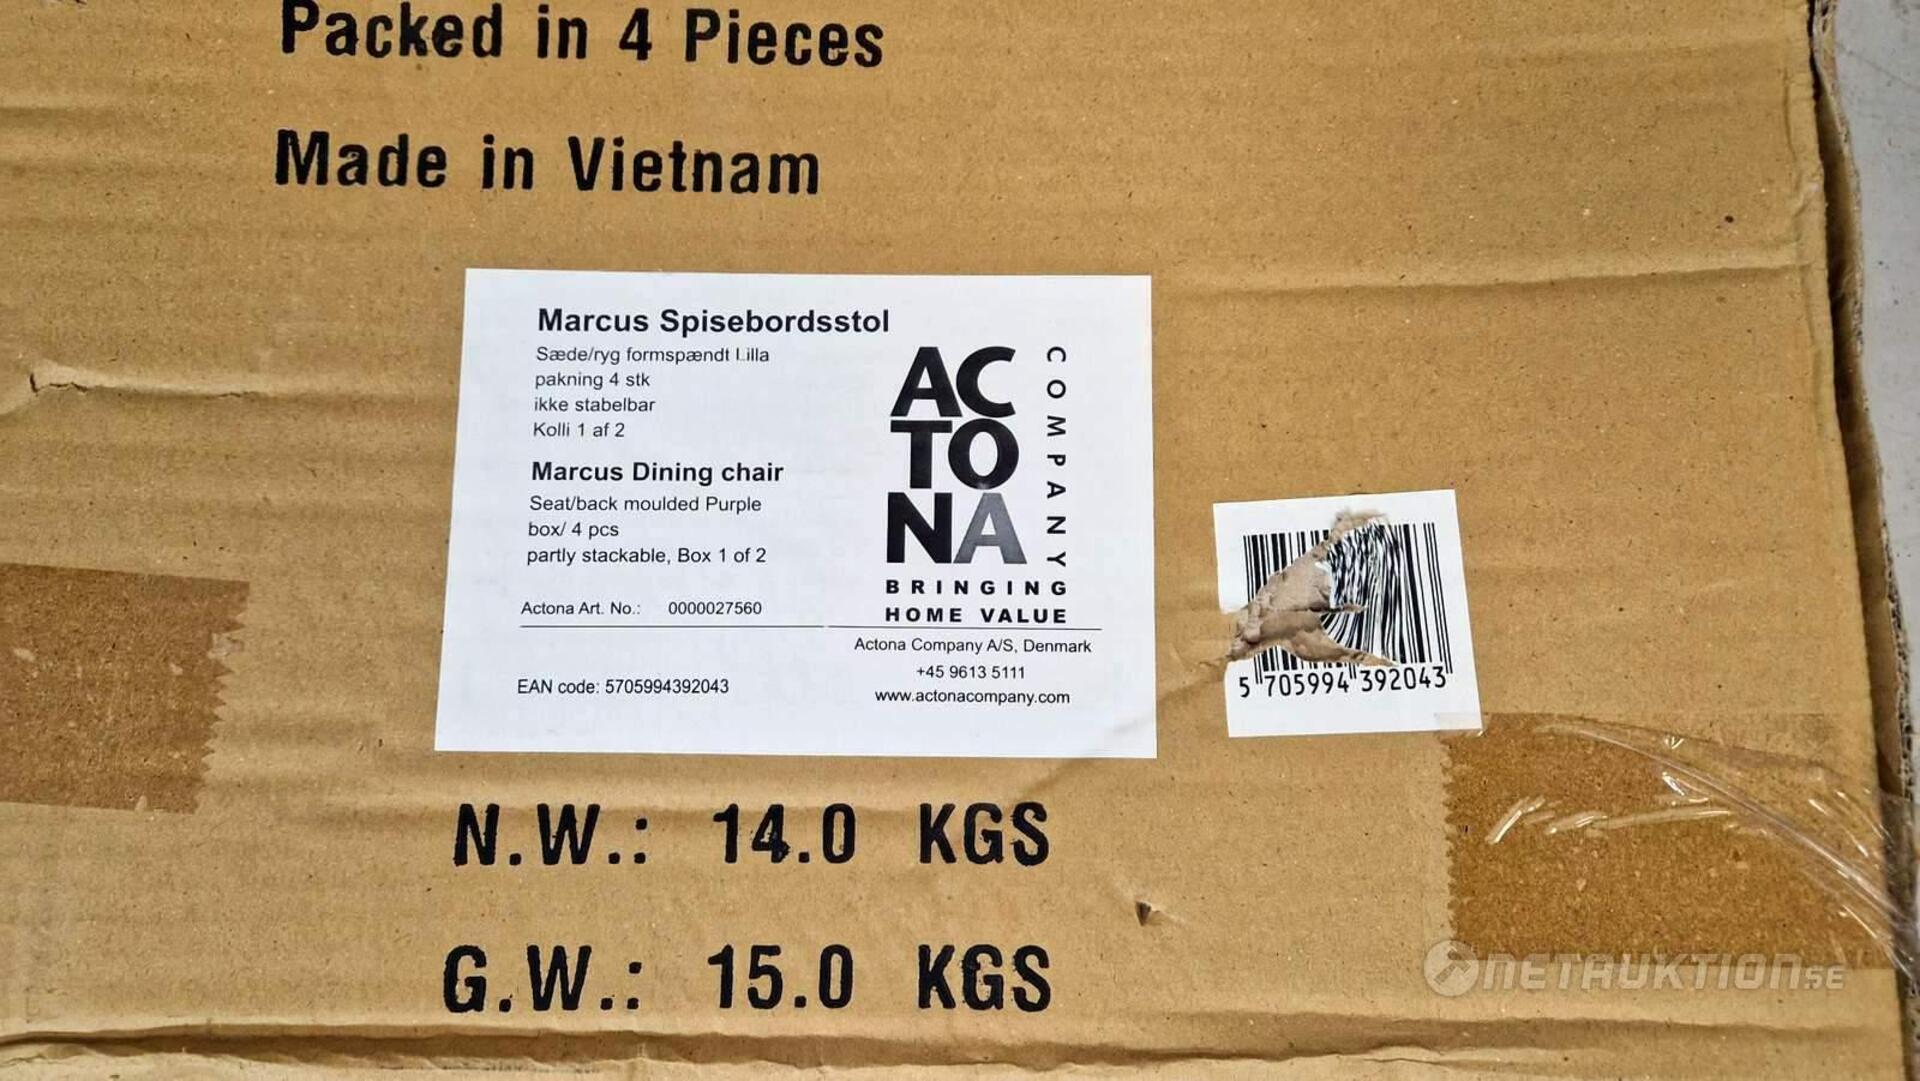 Packed in 4 Pieces
Made in Vietnam
Marcus Spisebordsstol
Sæde/ryg formspændt Lilla
pakning 4 stk
ikke stabelbar
Kolli 1 af 2
Marcus Dining chair
Seat/back moulded Purple
box/ 4 pcs
partly stackable, Box 1 of 2
Actona Art. No.: 0000027560
EAN code: 5705994392043
AC
TO
NA
COMPANY
BRINGING
HOME VALUE
Actona Company A/S, Denmark
+45 9613 5111
www.actonacompany.com
5 705994 392043
N.W.: 14.0 KGS
G.W.: 15.0 KGS
NETAUKTION.SE